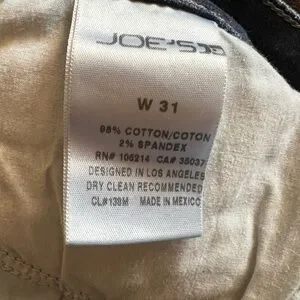 JOE'S
W 31
98% COTTON/COTON
2% SPANDEX
RN# 106214 CA# 35037
DESIGNED IN LOS ANGELES
DRY CLEAN RECOMMENDED
CL#139M MADE IN MEXICO